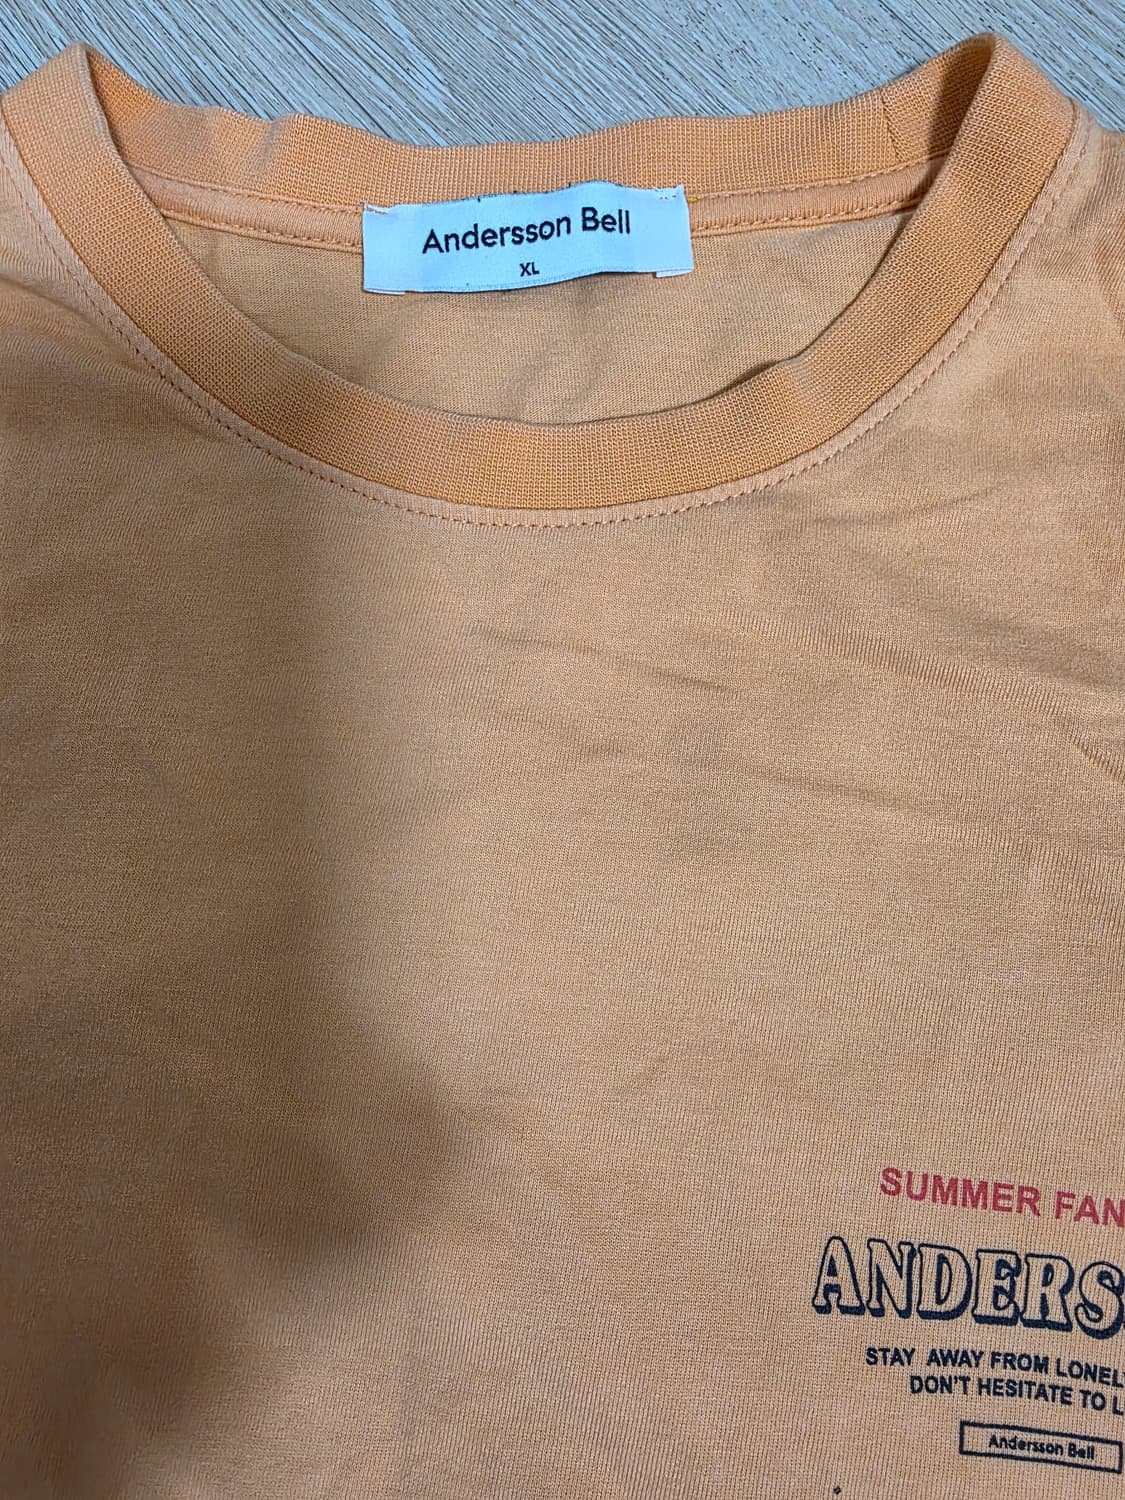 Andersson Bell
XL
SUMMER FAN
ANDERS
STAY AWAY FROM LONEL
DON'T HESITATE TO L
Andersson Bell